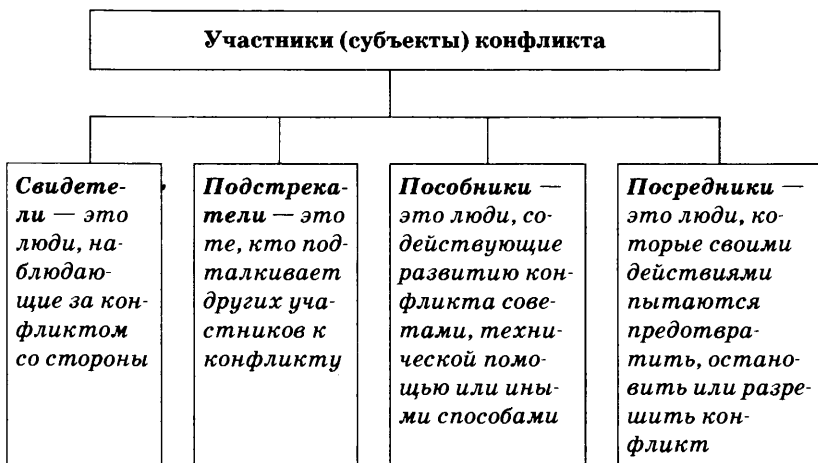 Участники (субъекты) конфликта
Свидете-
ли — это
люди, на-
блюдаю-
щие за кон-
фликтом
со стороны
Подстрека-
тели — это
те, кто под-
талкивает
других уча-
стников к
конфликту
Пособники —
это люди, со-
действующие
развитию кон-
фликта сове-
тами, техни-
ческой помо-
щью или ины-
ми способами
Посредники —
это люди, ко-
торые своими
действиями
пытаются
предотвра-
тить, остано-
вить или разре-
шить кон-
фликт